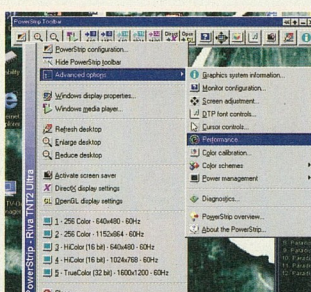 PowerStrip Toolbar
PowerStrip configuration...
Hide PowerStrip toolbar
Advanced options
Windows display properties...
Windows media player...
Refresh desktop
Enlarge desktop
Reduce desktop
Activate screen saver
DirectX display settings
OpenGL display settings
1 - 256 Color - 640x480 - 60Hz
2 - 256 Color - 1152x864 - 60Hz
3 - HiColor (16 bit) - 640x480 - 60Hz
4 - HiColor (16 bit) - 1024x768 - 60Hz
5 - TrueColor (32 bit) - 1600x1200 - 60Hz
PowerStrip - Riva TNT2 Ultra
Graphics system information...
Monitor configuration...
Screen adjustment...
DTP font controls...
Cursor controls...
Performance...
Color calibration...
Color schemes
Power management
Diagnostics...
PowerStrip overview...
About the PowerStrip...